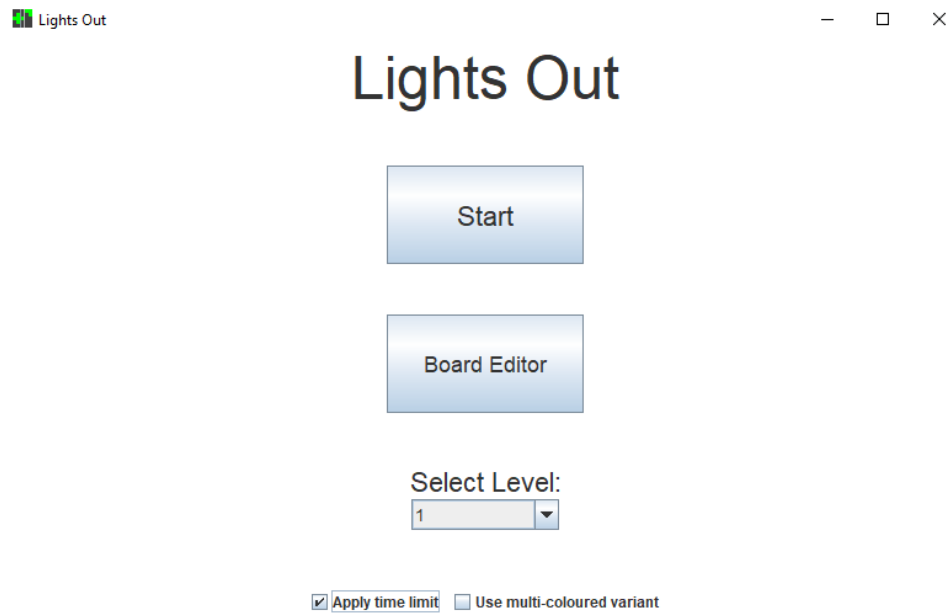 Lights Out
Lights Out
Start
Board Editor
Select Level:
1
Apply time limit Use multi-coloured variant